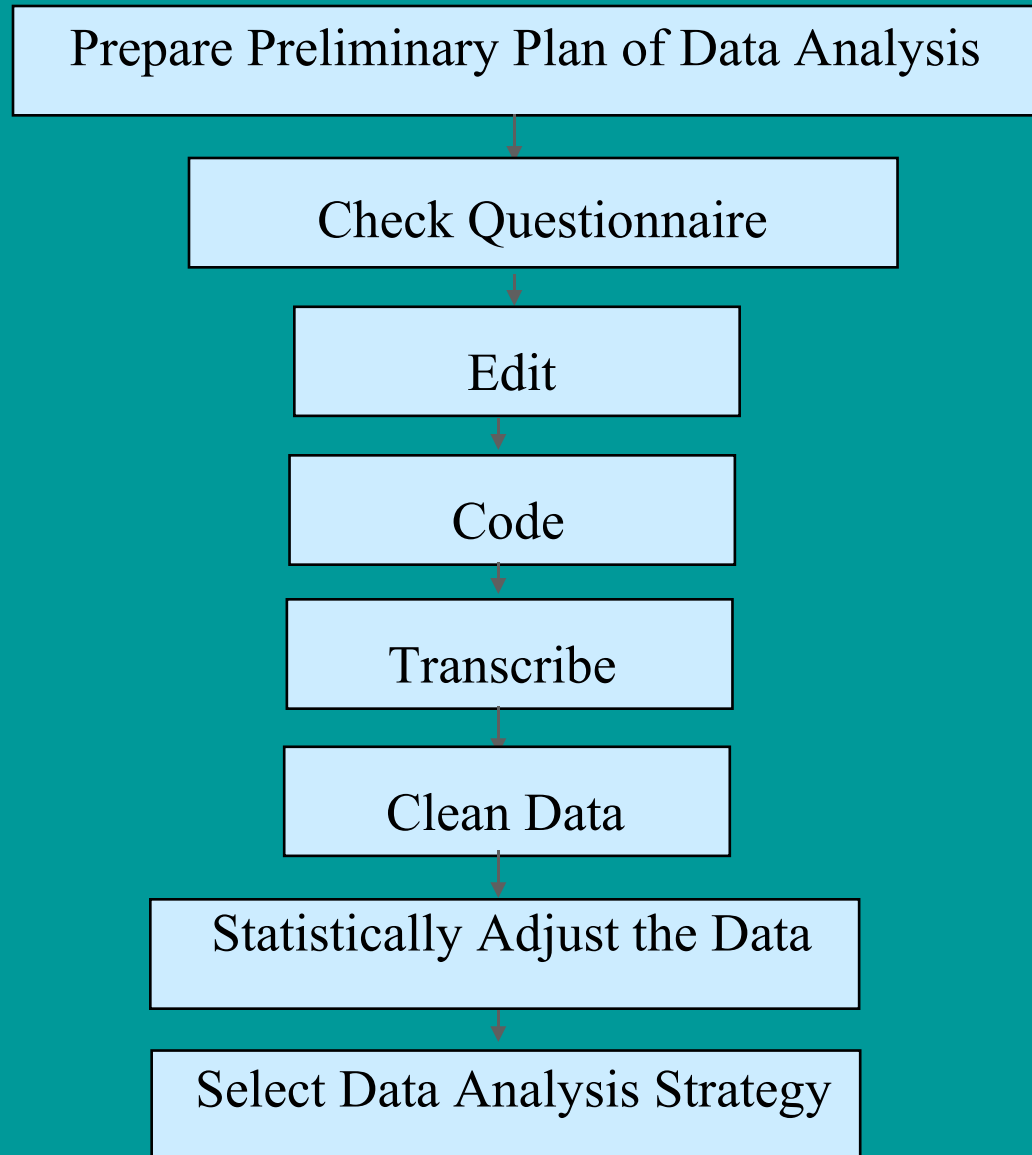 Prepare Preliminary Plan of Data Analysis
Check Questionnaire
Edit
Code
Transcribe
Clean Data
Statistically Adjust the Data
Select Data Analysis Strategy